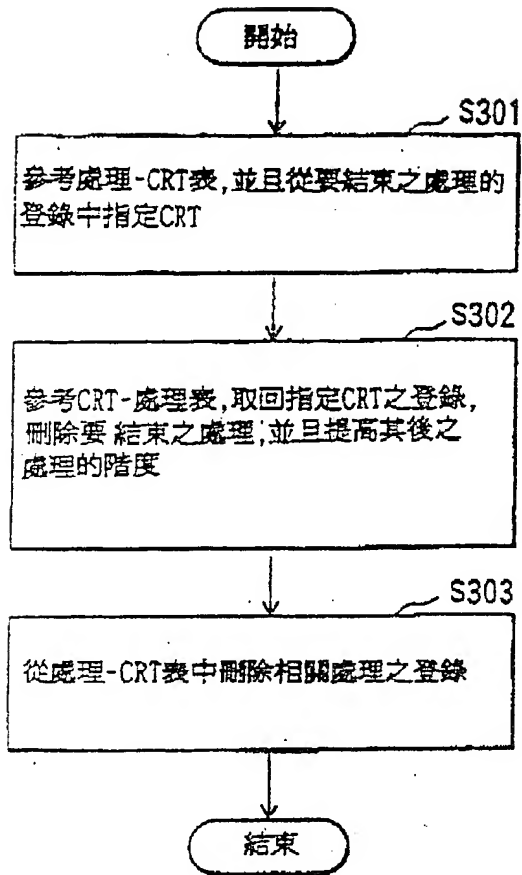 開始
S301
參考處理-CRT表,並且從要結束之處理的
登錄中指定CRT
S302
參考CRT-處理表,取回指定CRT之登錄,
刪除要結束之處理,並且提高其後之
處理的階度
S303
從處理-CRT表中刪除相關處理之登錄
結束